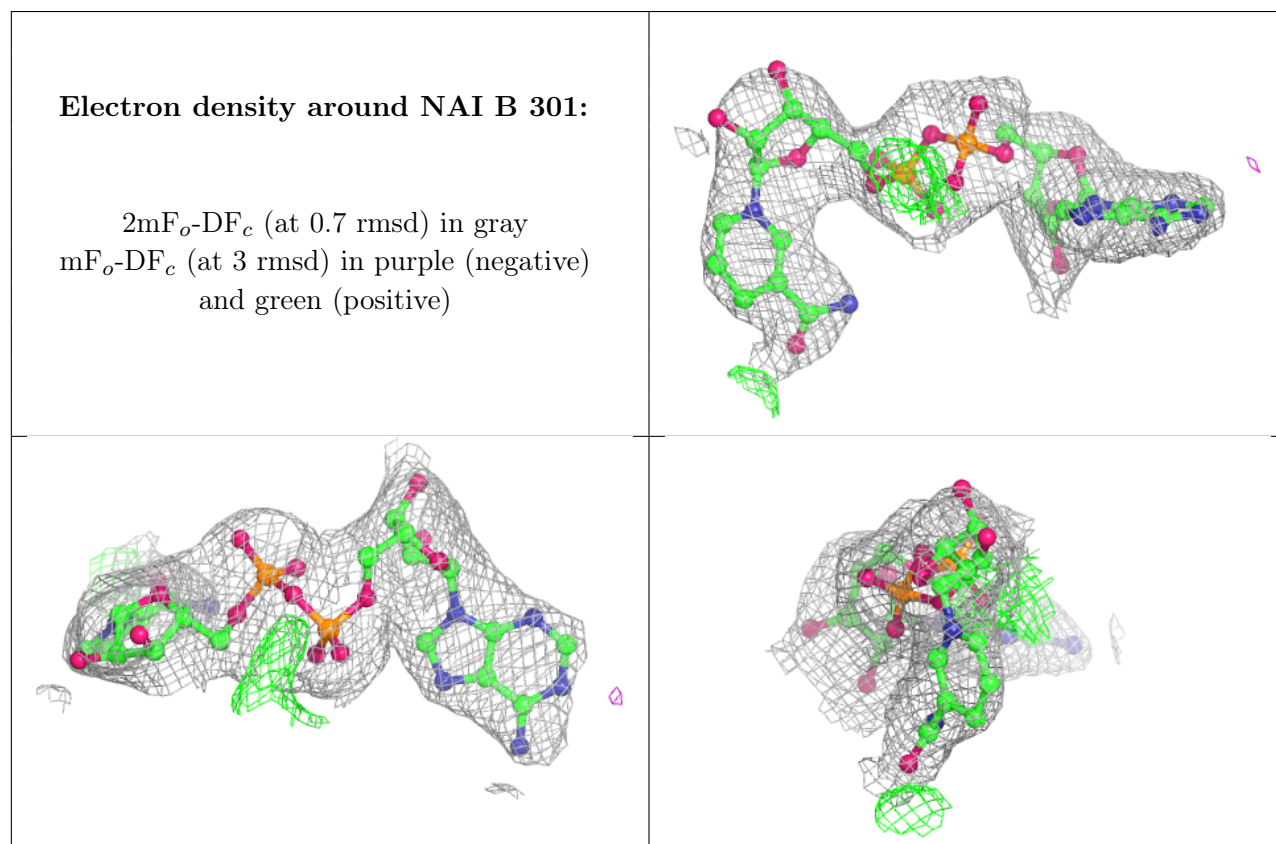 Electron density around NAI B 301:
2mFo-DFc (at 0.7 rmsd) in gray
mFo-DFc (at 3 rmsd) in purple (negative)
and green (positive)